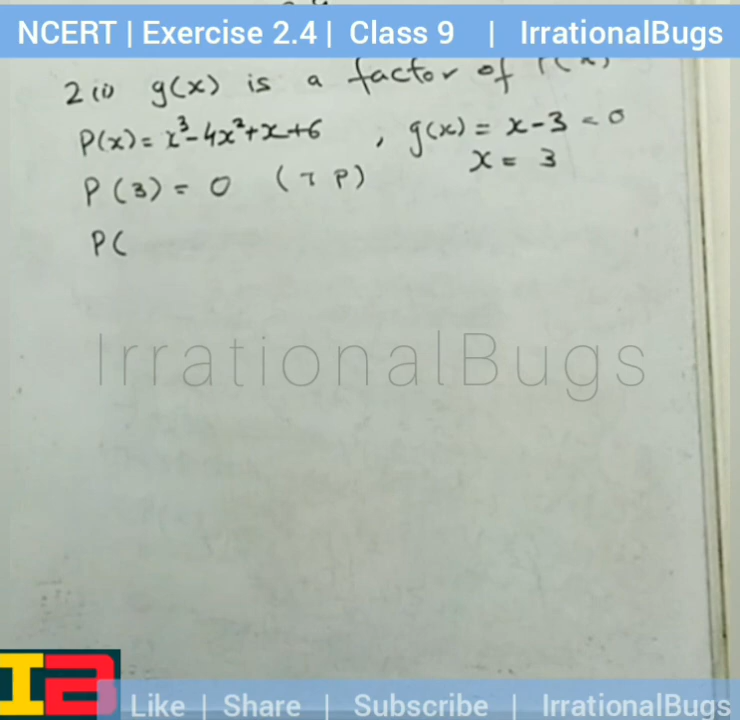 NCERT | Exercise 2.4 | Class 9 | IrrationalBugs
g(x) is a factor of
P(x) = x³-4x²+x+6 , g(x) = x-3 = 0
x = 3
P(3) = 0 (T P)
P(
IrrationalBugs
Like | Share | Subscribe | IrrationalBugs